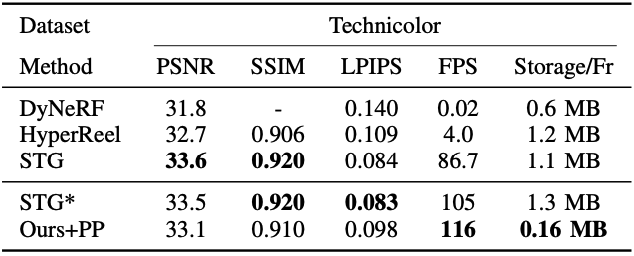 Dataset Technicolor
Method PSNR SSIM LPIPS FPS Storage/Fr
DyNeRF 31.8 - 0.140 0.02 0.6 MB
HyperReel 32.7 0.906 0.109 4.0 1.2 MB
STG 33.6 0.920 0.084 86.7 1.1 MB
STG* 33.5 0.920 0.083 105 1.3 MB
Ours+PP 33.1 0.910 0.098 116 0.16 MB